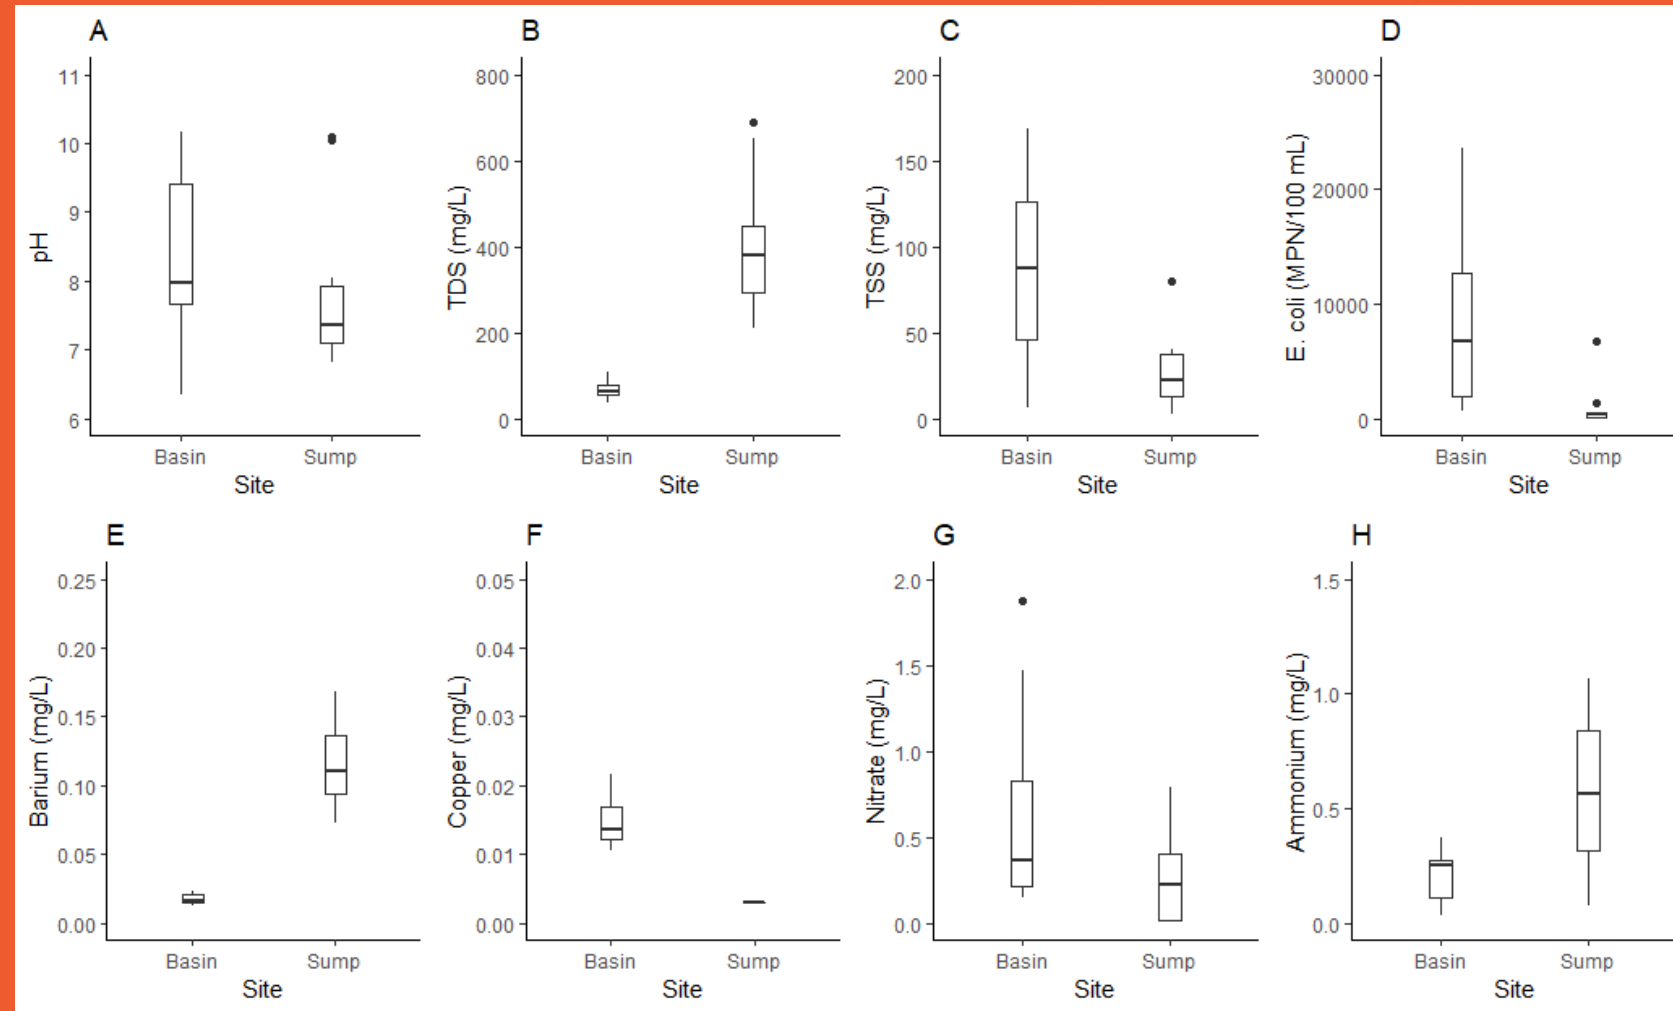 A
B
C
D
11
10
9
8
7
6
pH
Basin
Sump
Site
800
600
400
200
0
TDS (mg/L)
Basin
Sump
Site
200
150
100
50
0
TSS (mg/L)
Basin
Sump
Site
30000
20000
10000
0
E. coli (MPN/100 mL)
Basin
Sump
Site
E
F
G
H
0.25
0.20
0.15
0.10
0.05
0.00
Barium (mg/L)
Basin
Sump
Site
0.05
0.04
0.03
0.02
0.01
0.00
Copper (mg/L)
Basin
Sump
Site
2.0
1.5
1.0
0.5
0.0
Nitrate (mg/L)
Basin
Sump
Site
1.5
1.0
0.5
0.0
Ammonium (mg/L)
Basin
Sump
Site